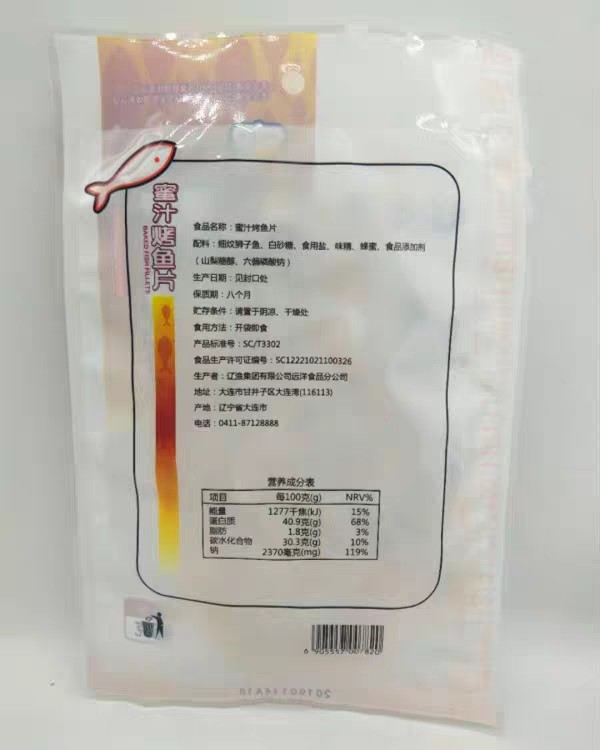 蜜汁烤鱼片
BAKED FISH FILLETS
食品名称：蜜汁烤鱼片
配料：细纹狮子鱼、白砂糖、食用盐、味精、蜂蜜、食品添加剂
（山梨糖醇、六偏磷酸钠）
生产日期：见封口处
保质期：八个月
贮存条件：请置于阴凉、干燥处
食用方法：开袋即食
产品标准号：SC/T3302
食品生产许可证编号：SC12221021100326
生产者：辽渔集团有限公司远洋食品分公司
地址：大连市甘井子区大连湾(116113)
产地：辽宁省大连市
电话：0411-87128888
营养成分表
项目 每100克(g) NRV%
能量 1277千焦(kJ) 15%
蛋白质 40.9克(g) 68%
脂肪 1.8克(g) 3%
碳水化合物 30.3克(g) 10%
钠 2370毫克(mg) 119%
6 905557 007820
20190114A10